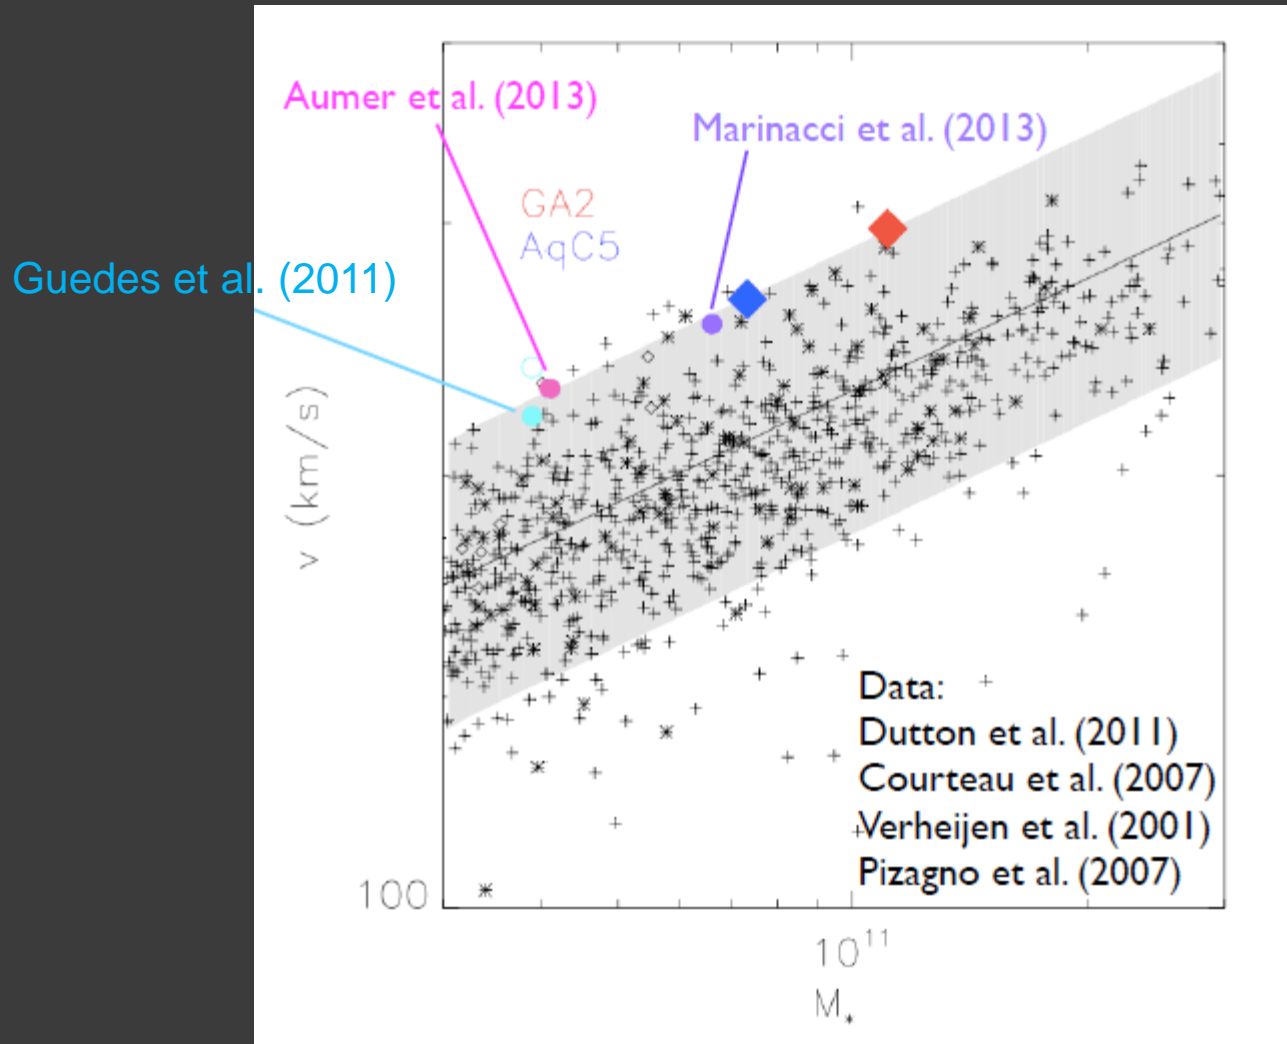 Aumer et al. (2013)
Marinacci et al. (2013)
GA2
AqC5
Guedes et al. (2011)
v (km/s)
Data:
Dutton et al. (2011)
Courteau et al. (2007)
Verheijen et al. (2001)
Pizagno et al. (2007)
100
10¹¹
M*